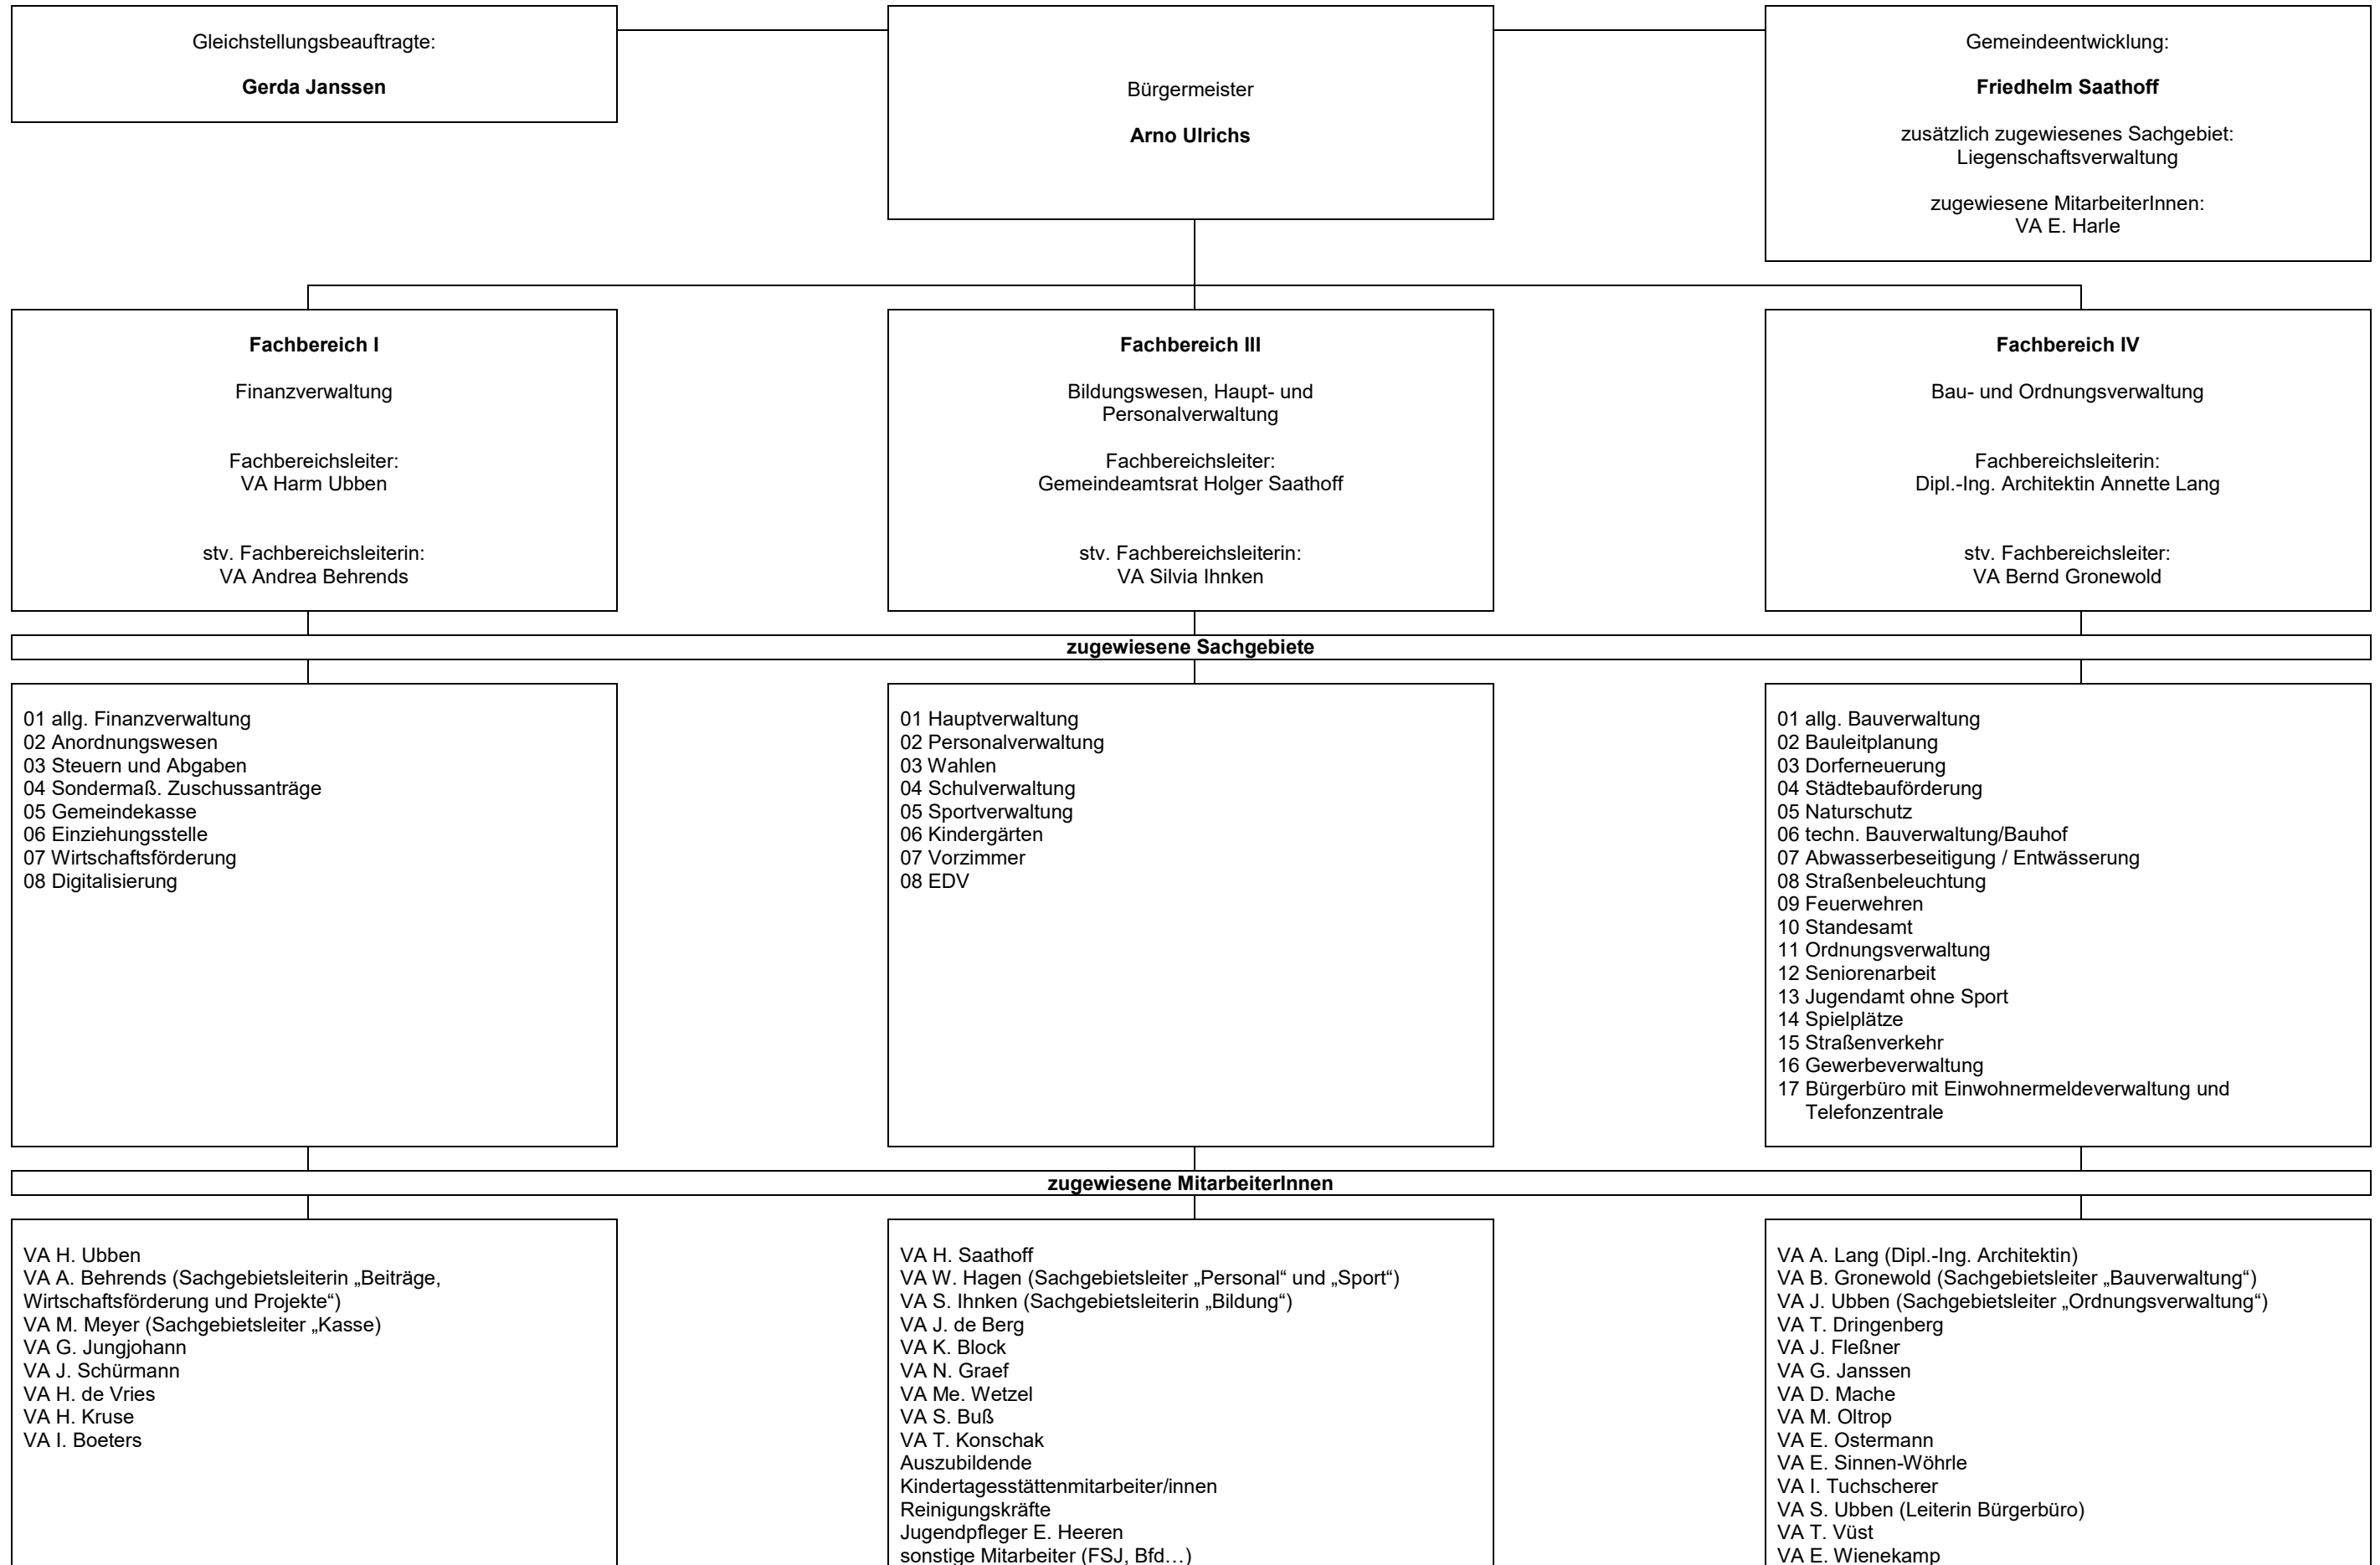 Gleichstellungsbeauftragte:
Gerda Janssen
Bürgermeister
Arno Ulrichs
Gemeindeentwicklung:
Friedhelm Saathoff
zusätzlich zugewiesenes Sachgebiet:
Liegenschaftsverwaltung
zugewiesene MitarbeiterInnen:
VA E. Harle
Fachbereich I
Finanzverwaltung
Fachbereichsleiter:
VA Harm Ubben
stv. Fachbereichsleiterin:
VA Andrea Behrends
Fachbereich III
Bildungswesen, Haupt- und
Personalverwaltung
Fachbereichsleiter:
Gemeindeamtsrat Holger Saathoff
stv. Fachbereichsleiterin:
VA Silvia Ihnken
Fachbereich IV
Bau- und Ordnungsverwaltung
Fachbereichsleiterin:
Dipl.-Ing. Architektin Annette Lang
stv. Fachbereichsleiter:
VA Bernd Gronewold
zugewiesene Sachgebiete
01 allg. Finanzverwaltung
02 Anordnungswesen
03 Steuern und Abgaben
04 Sondermaß. Zuschussanträge
05 Gemeindekasse
06 Einziehungsstelle
07 Wirtschaftsförderung
08 Digitalisierung
01 Hauptverwaltung
02 Personalverwaltung
03 Wahlen
04 Schulverwaltung
05 Sportverwaltung
06 Kindergärten
07 Vorzimmer
08 EDV
01 allg. Bauverwaltung
02 Bauleitplanung
03 Dorferneuerung
04 Städtebauförderung
05 Naturschutz
06 techn. Bauverwaltung/Bauhof
07 Abwasserbeseitigung / Entwässerung
08 Straßenbeleuchtung
09 Feuerwehren
10 Standesamt
11 Ordnungsverwaltung
12 Seniorenarbeit
13 Jugendamt ohne Sport
14 Spielplätze
15 Straßenverkehr
16 Gewerbeverwaltung
17 Bürgerbüro mit Einwohnermeldeverwaltung und
Telefonzentrale
zugewiesene MitarbeiterInnen
VA H. Ubben
VA A. Behrends (Sachgebietsleiterin „Beiträge,
Wirtschaftsförderung und Projekte“)
VA M. Meyer (Sachgebietsleiter „Kasse)
VA G. Jungjohann
VA J. Schürmann
VA H. de Vries
VA H. Kruse
VA I. Boeters
VA H. Saathoff
VA W. Hagen (Sachgebietsleiter „Personal“ und „Sport“)
VA S. Ihnken (Sachgebietsleiterin „Bildung“)
VA J. de Berg
VA K. Block
VA N. Graef
VA Me. Wetzel
VA S. Buß
VA T. Konschak
Auszubildende
Kindertagesstättenmitarbeiter/innen
Reinigungskräfte
Jugendpfleger E. Heeren
sonstige Mitarbeiter (FSJ, Bfd…)
VA A. Lang (Dipl.-Ing. Architektin)
VA B. Gronewold (Sachgebietsleiter „Bauverwaltung“)
VA J. Ubben (Sachgebietsleiter „Ordnungsverwaltung“)
VA T. Dringenberg
VA J. Fleßner
VA G. Janssen
VA D. Mache
VA M. Oltrop
VA E. Ostermann
VA E. Sinnen-Wöhrle
VA I. Tuchscherer
VA S. Ubben (Leiterin Bürgerbüro)
VA T. Vüst
VA E. Wienekamp